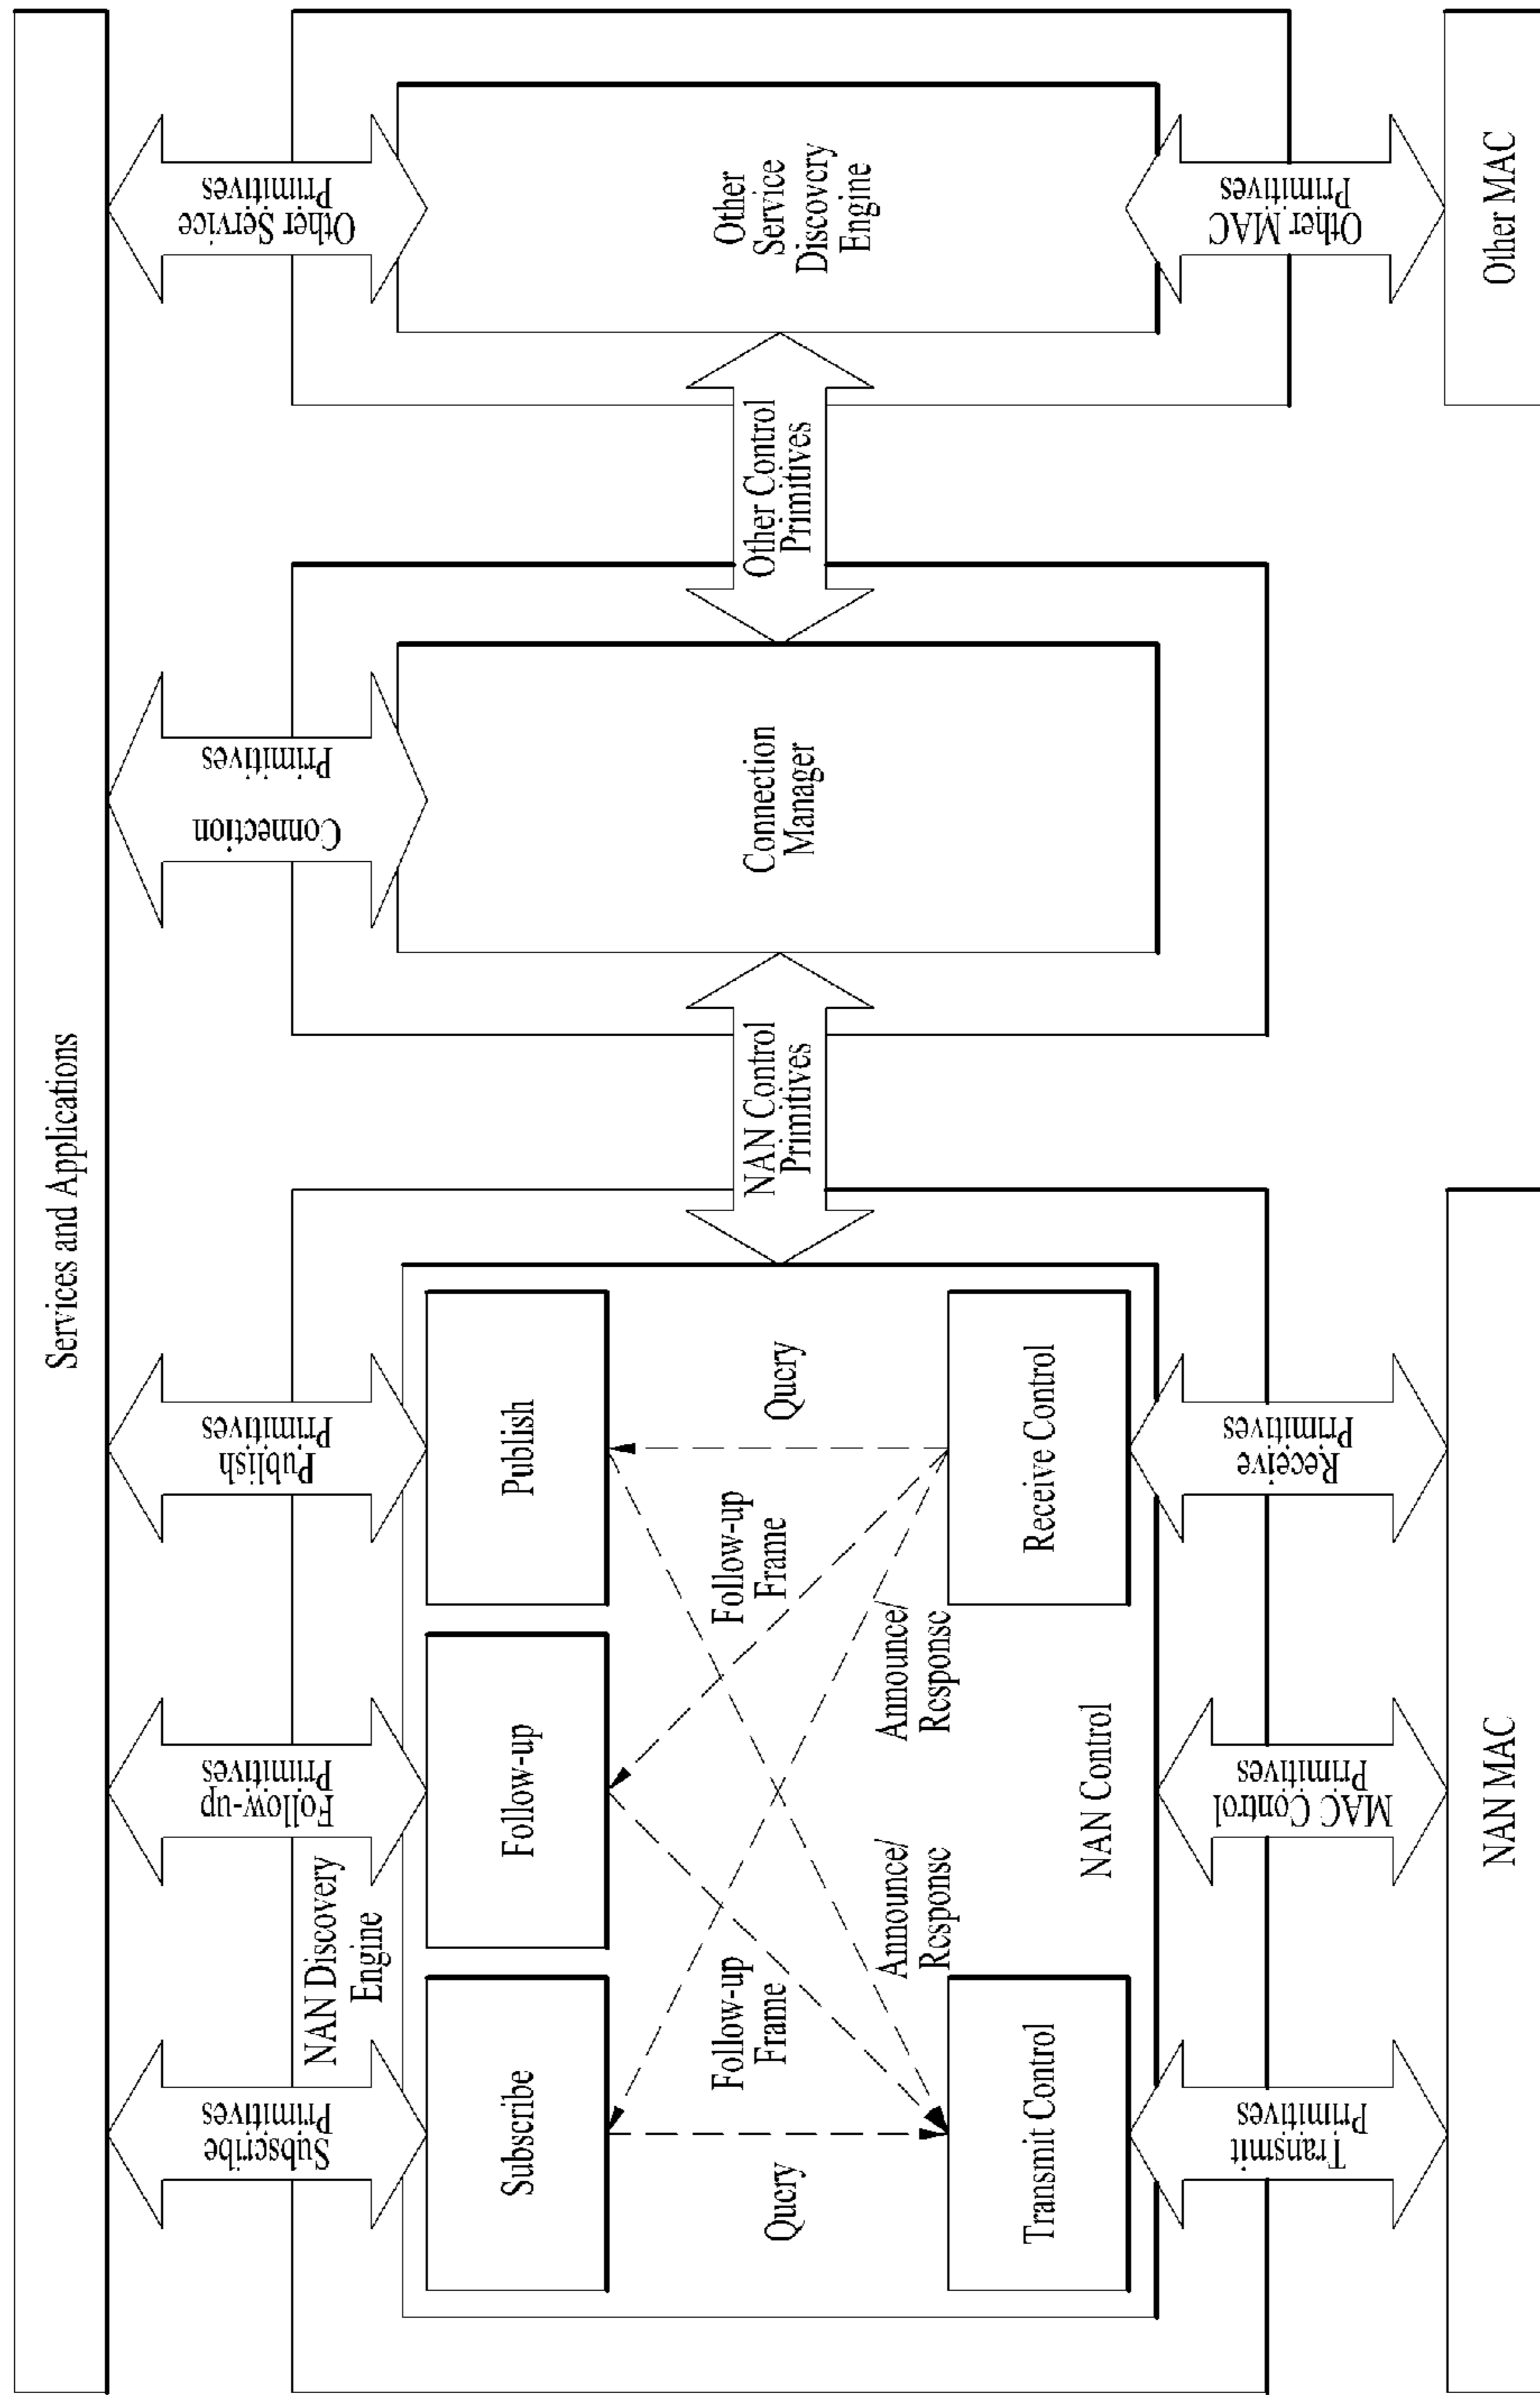 Services and Applications
Subscribe
Primitives
Follow-up
Primitives
Publish
Primitives
Connection
Primitives
Other Service
Primitives
NAN Discovery
Engine
Subscribe
Follow-up
Publish
Query
Follow-up
Frame
Follow-up
Frame
Query
Announce/
Response
Announce/
Response
Transmit Control
NAN Control
Receive Control
NAN Control
Primitives
Connection
Manager
Other Control
Primitives
Other
Service
Discovery
Engine
Transmit
Primitives
MAC Control
Primitives
Receive
Primitives
Other MAC
Primitives
NAN MAC
Other MAC